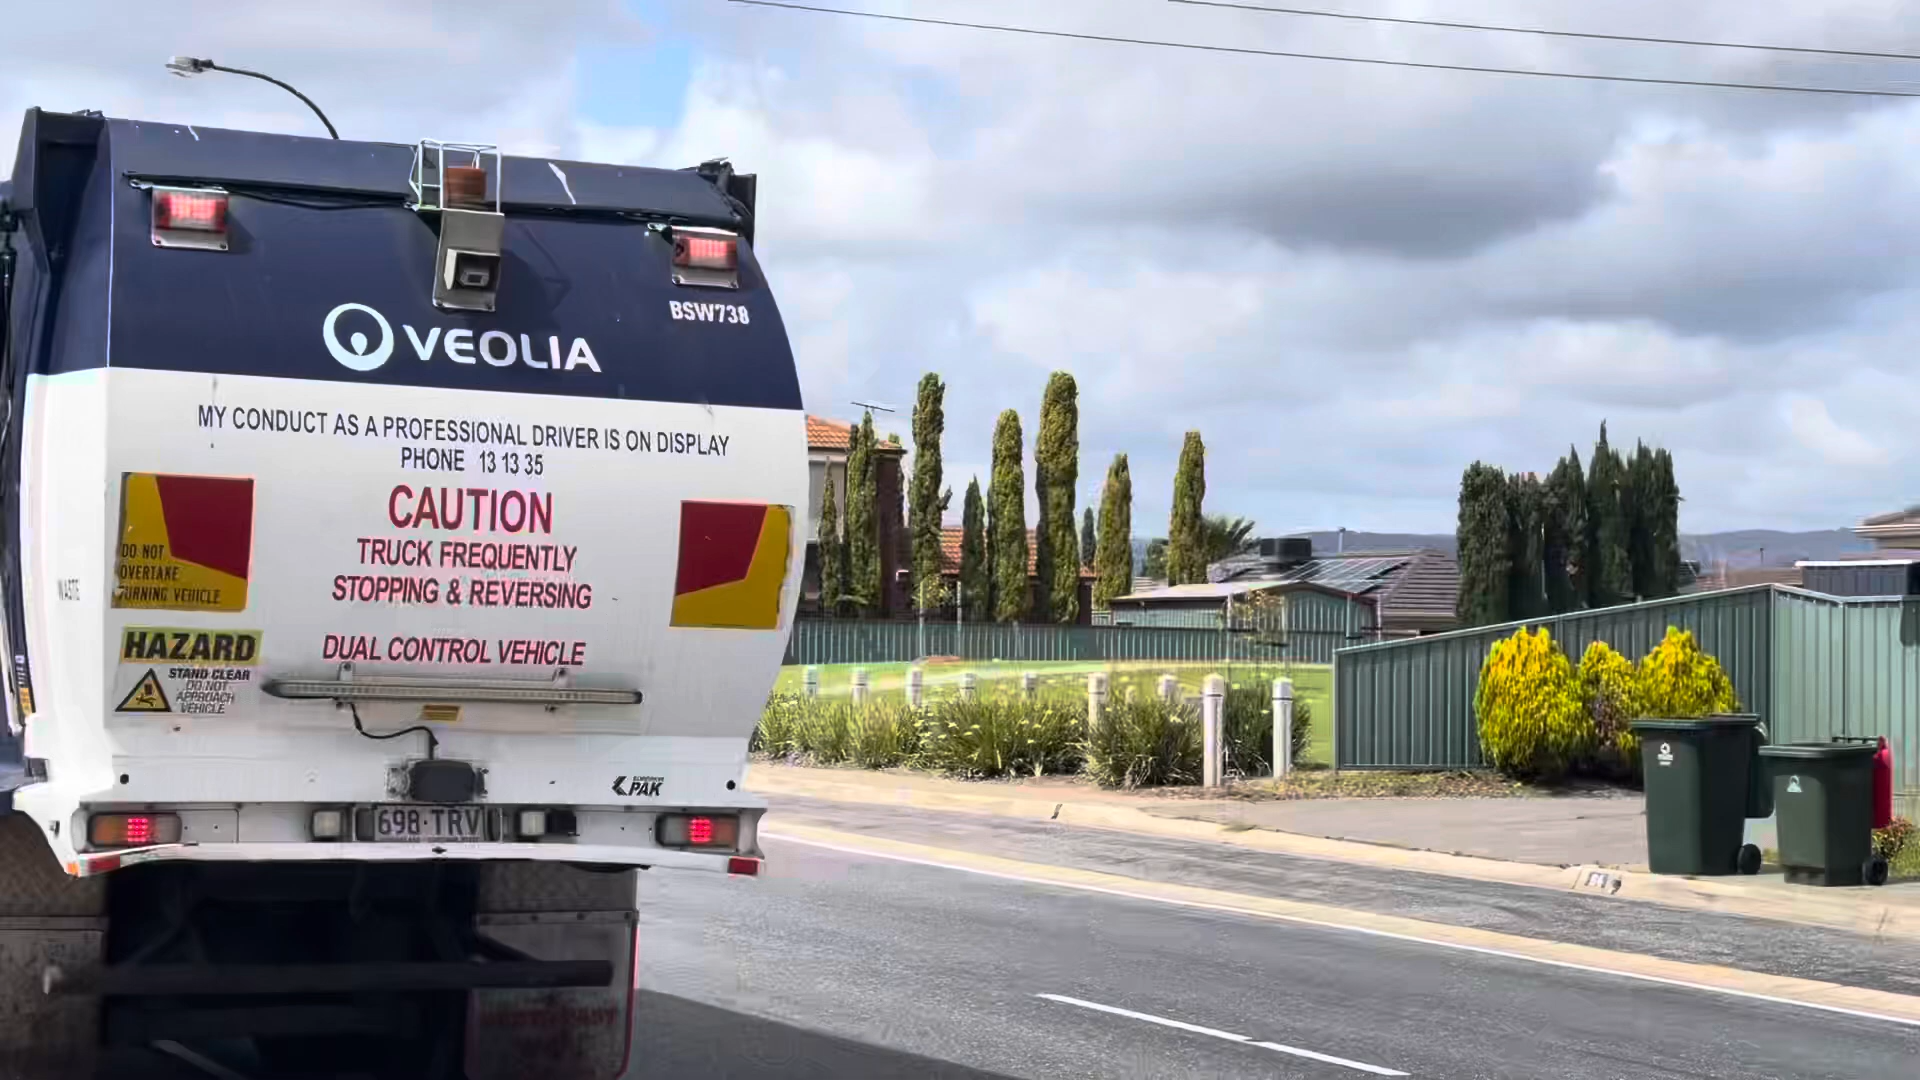 BSW738
VEOLIA
MY CONDUCT AS A PROFESSIONAL DRIVER IS ON DISPLAY
PHONE 13 13 35
CAUTION
TRUCK FREQUENTLY
STOPPING & REVERSING
DUAL CONTROL VEHICLE
DO NOT
OVERTAKE
TURNING VEHICLE
WASTE
HAZARD
STAND CLEAR
DO NOT
APPROACH
VEHICLE
PAK
698·TRV